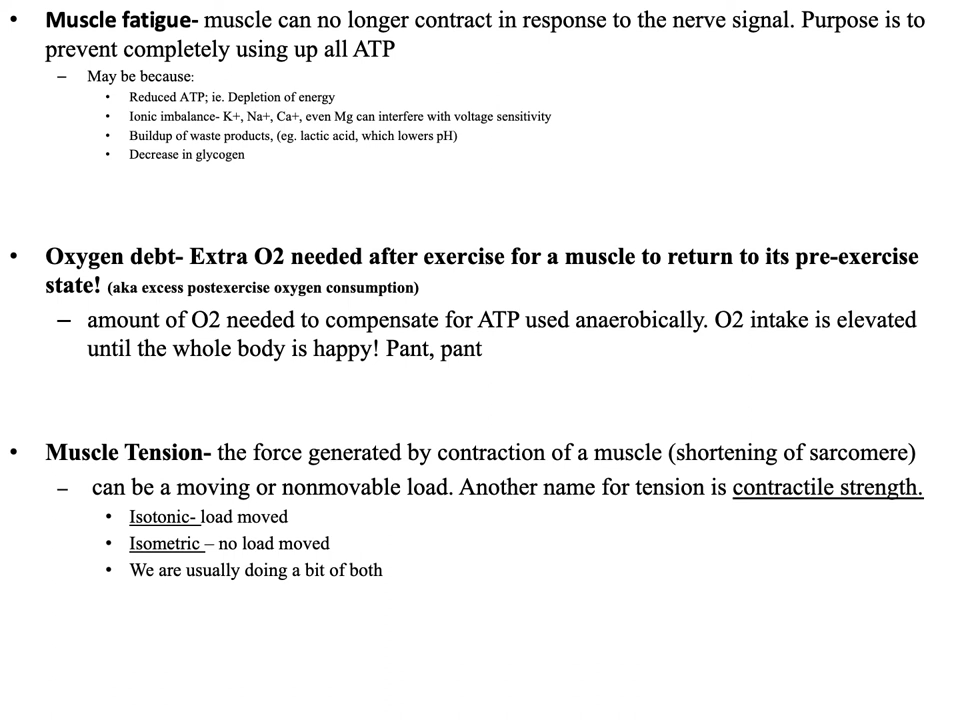 • Muscle fatigue- muscle can no longer contract in response to the nerve signal. Purpose is to
prevent completely using up all ATP
– May be because:
• Reduced ATP; ie. Depletion of energy
• Ionic imbalance- K+, Na+, Ca+, even Mg can interfere with voltage sensitivity
• Buildup of waste products, (eg. lactic acid, which lowers pH)
• Decrease in glycogen
• Oxygen debt- Extra O2 needed after exercise for a muscle to return to its pre-exercise
state! (aka excess postexercise oxygen consumption)
– amount of O2 needed to compensate for ATP used anaerobically. O2 intake is elevated
until the whole body is happy! Pant, pant
• Muscle Tension- the force generated by contraction of a muscle (shortening of sarcomere)
– can be a moving or nonmovable load. Another name for tension is contractile strength.
• Isotonic- load moved
• Isometric – no load moved
• We are usually doing a bit of both